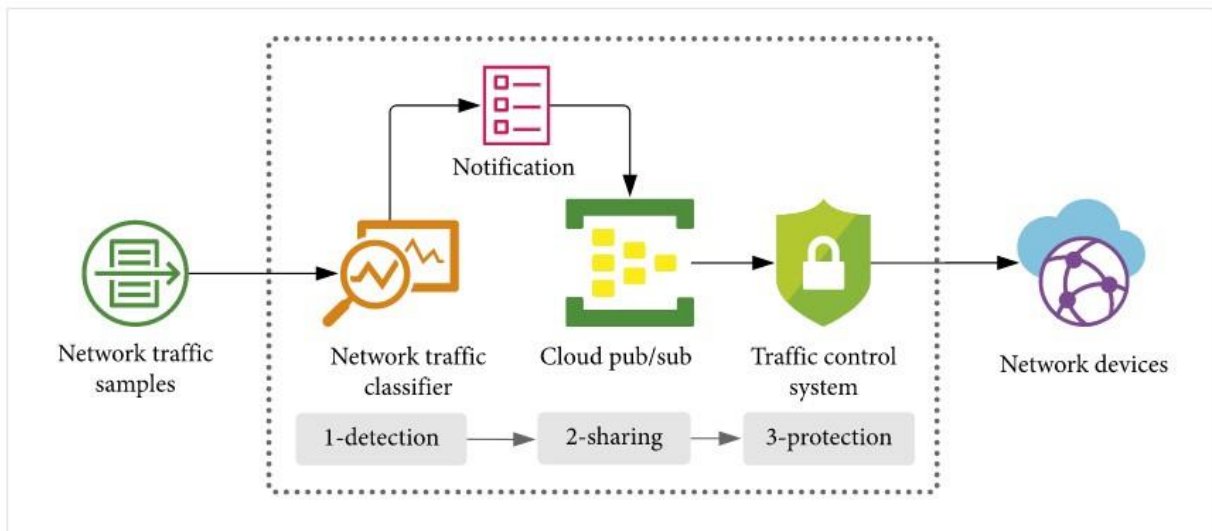 Notification
Network traffic
samples
Network traffic
classifier
Cloud pub/sub
Traffic control
system
Network devices
1-detection
2-sharing
3-protection